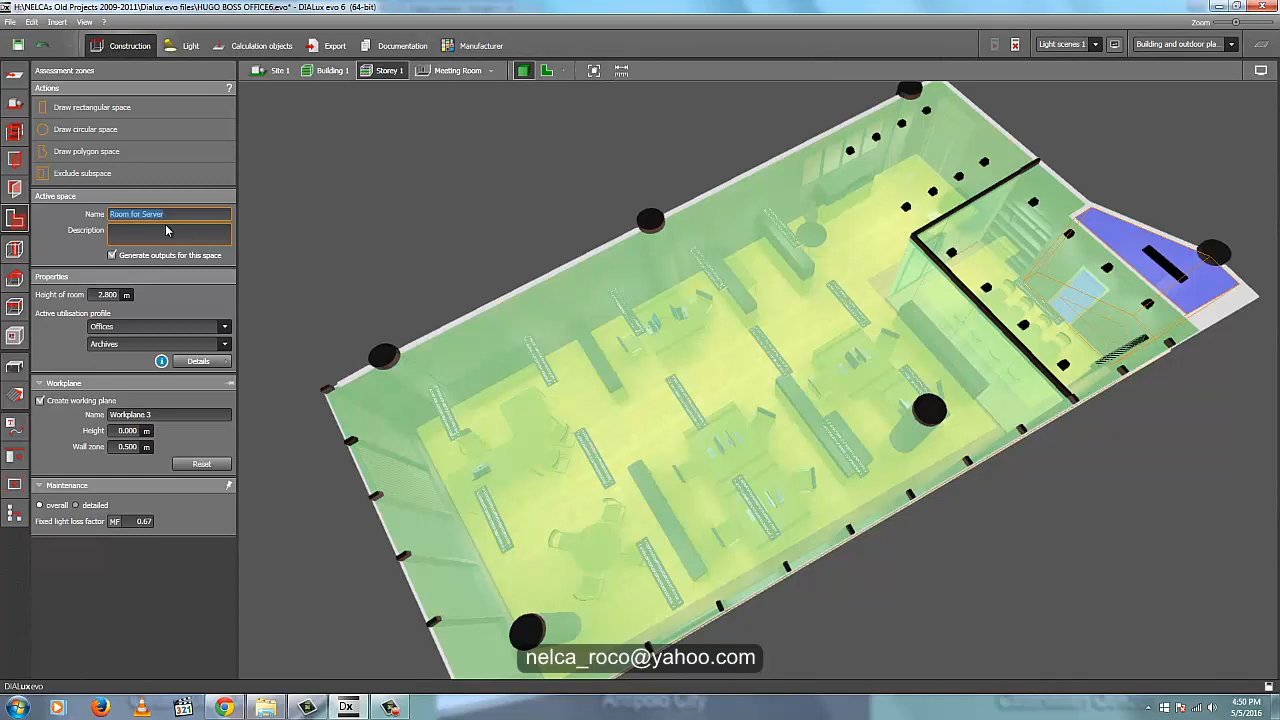 H:\NELCAs Old Projects 2009-2011\Dialux evo files\HUGO BOSS OFFICE6.evo* - DIALux evo 6 (64-bit)
File Edit Insert View ?
Zoom
Construction Light Calculation objects Export Documentation Manufacturer
Light scenes 1 Building and outdoor pla...
Assessment zones
Site 1 Building 1 Storey 1 Meeting Room
Actions ?
Draw rectangular space
Draw circular space
Draw polygon space
Exclude subspace
Active space
Name Room for Server
Description
Generate outputs for this space
Properties
Height of room 2.800 m
Active utilisation profile
Offices
Archives
Details
Workplane
Create working plane
Name Workplane 3
Height 0.000 m
Wall zone 0.500 m
Reset
Maintenance
overall detailed
Fixed light loss factor MF 0.67
nelca_roco@yahoo.com
DIALux evo
Dx
321
4:50 PM
5/5/2016